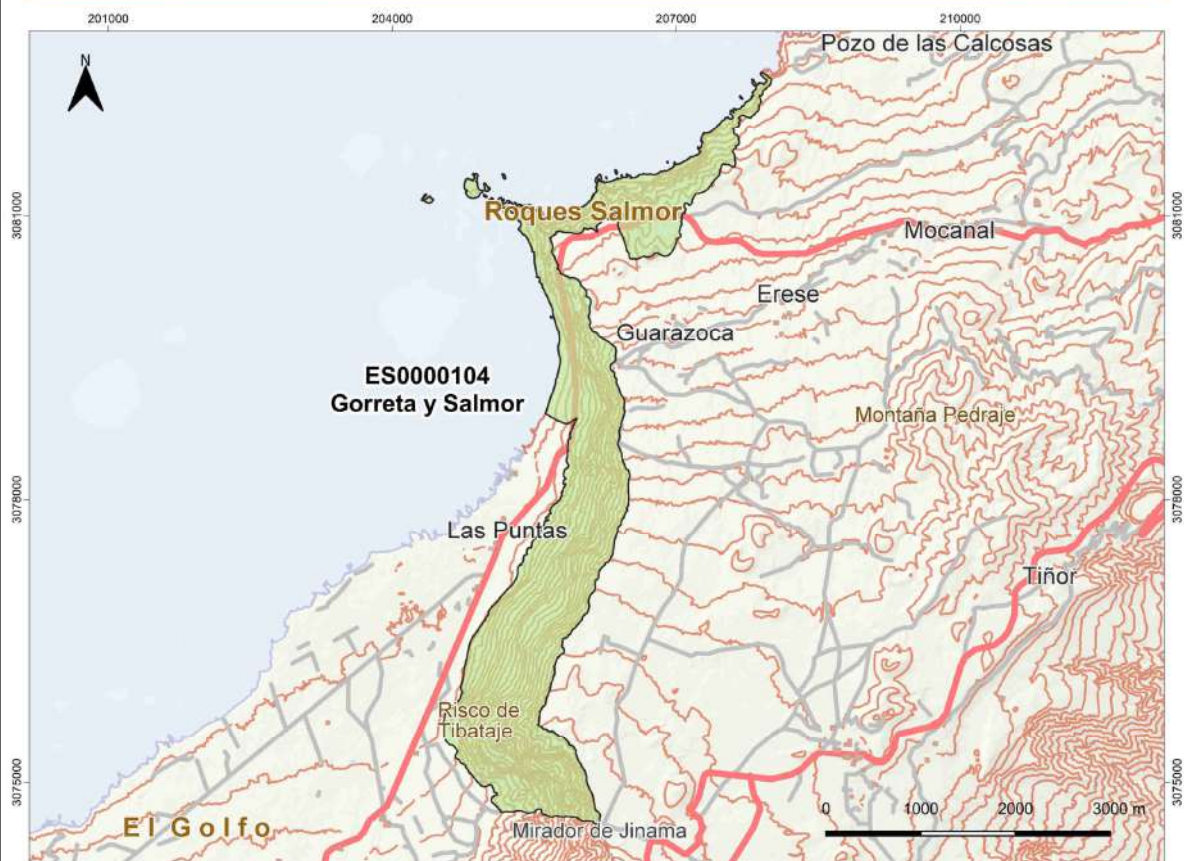 201000
204000
207000
210000
N
Pozo de las Calcosas
3081000
3081000
Roques Salmor
Mocanal
Erese
Guarazoca
ES0000104
Gorreta y Salmor
Montaña Pedraje
3078000
3078000
Las Puntas
Tiñor
Risco de
Tibataje
3075000
3075000
0 1000 2000 3000 m
El Golfo
Mirador de Jinama